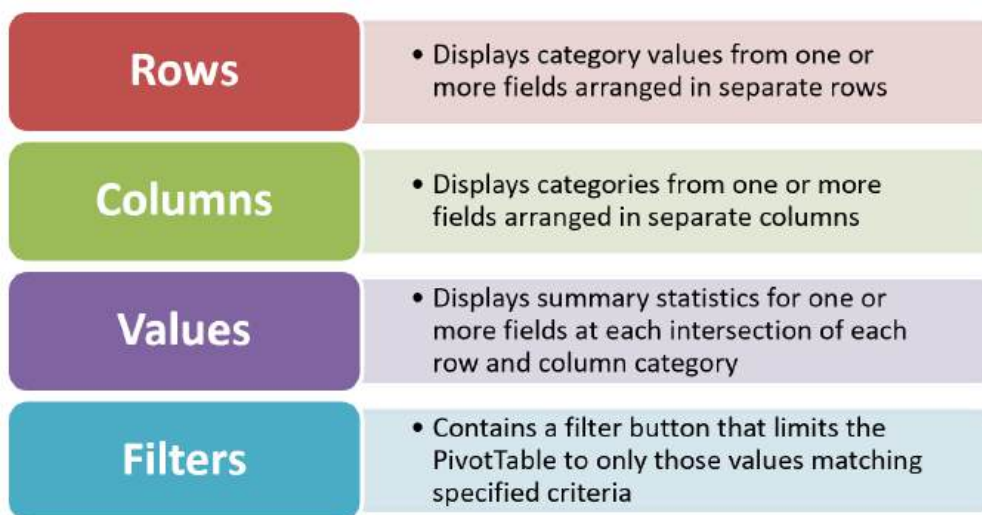 Rows
• Displays category values from one or
more fields arranged in separate rows
Columns
• Displays categories from one or more
fields arranged in separate columns
Values
• Displays summary statistics for one or
more fields at each intersection of each
row and column category
Filters
• Contains a filter button that limits the
PivotTable to only those values matching
specified criteria